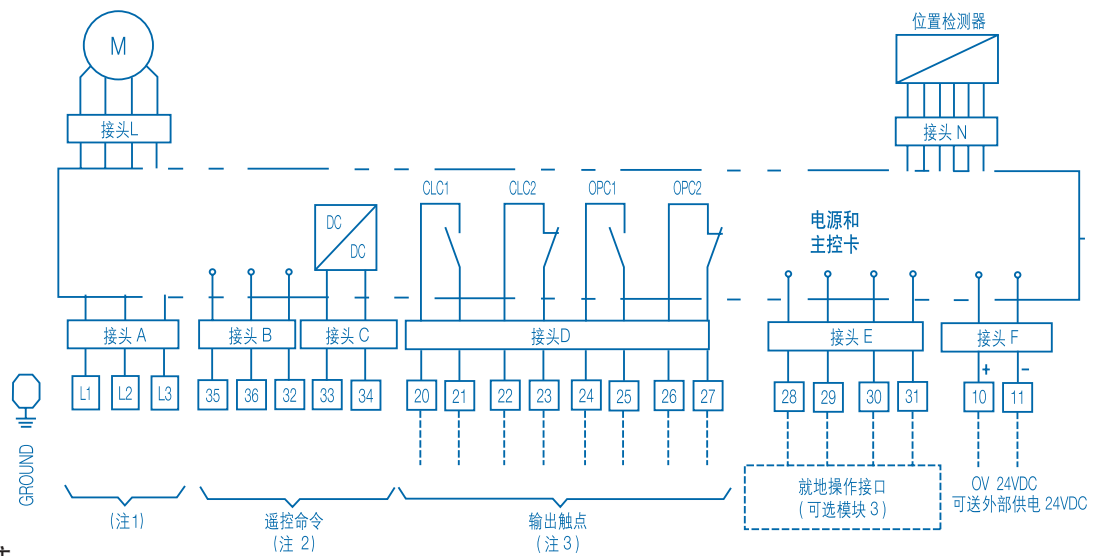 M
位置检测器
接头L
接头 N
CLC1
CLC2
OPC1
OPC2
DC
DC
电源和
主控卡
接头 A
接头 B
接头 C
接头D
接头 E
接头 F
+
-
L1
L2
L3
35
36
32
33
34
20
21
22
23
24
25
26
27
28
29
30
31
10
11
GROUND
(注1)
遥控命令
(注 2)
输出触点
(注 3)
就地操作接口
(可选模块 3)
OV 24VDC
可送外部供电 24VDC